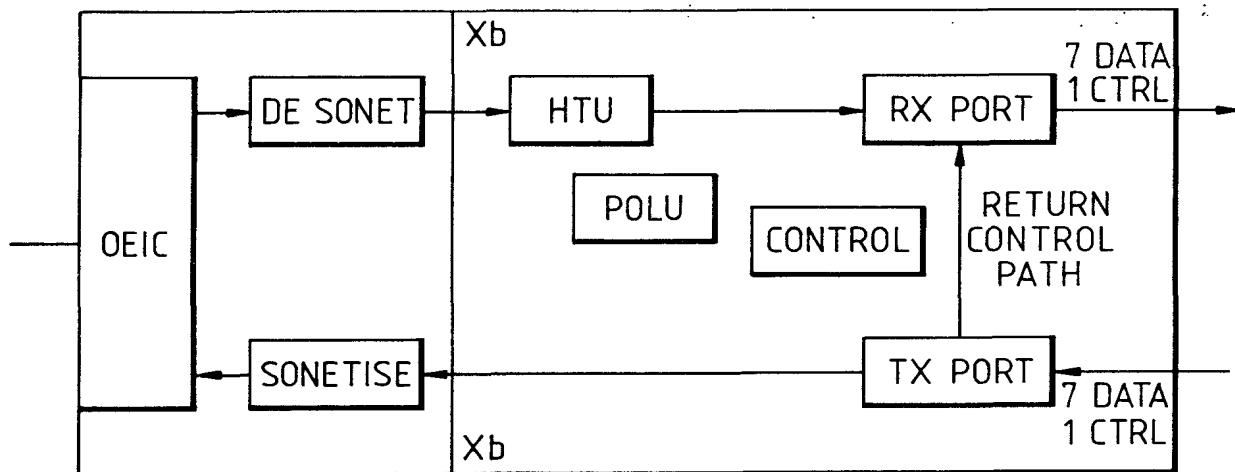 Xb
7 DATA
1 CTRL
DE SONET
HTU
RX PORT
POLU
CONTROL
RETURN
CONTROL
PATH
OEIC
SONETISE
TX PORT
7 DATA
1 CTRL
Xb